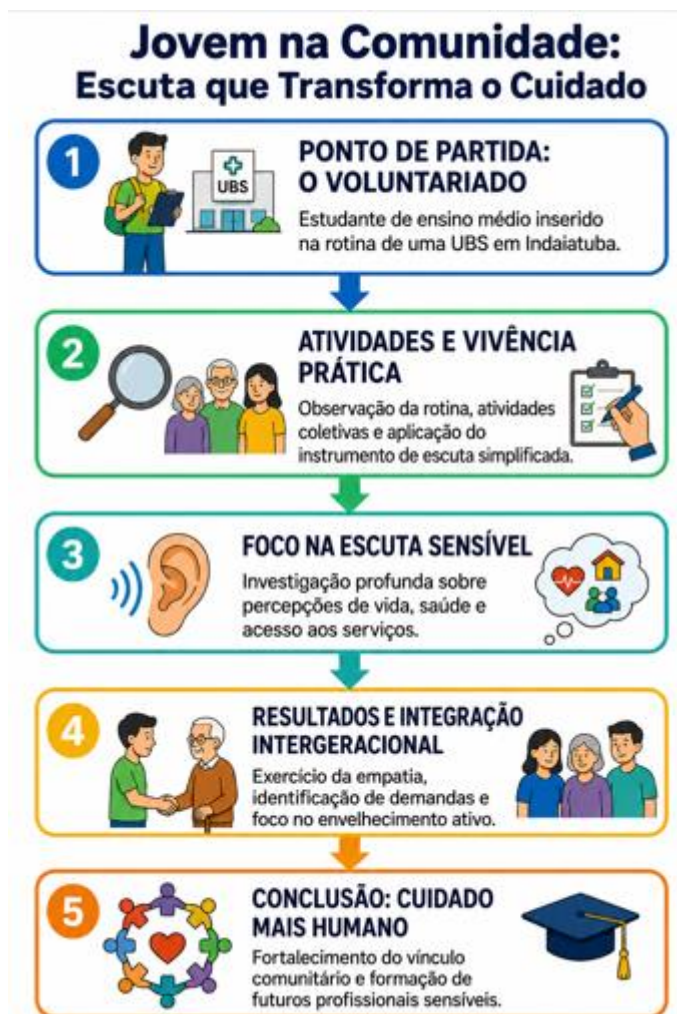 Jovem na Comunidade:
Escuta que Transforma o Cuidado
1
UBS
PONTO DE PARTIDA:
O VOLUNTARIADO
Estudante de ensino médio inserido
na rotina de uma UBS em Indaiatuba.
2
ATIVIDADES E VIVÊNCIA
PRÁTICA
Observação da rotina, atividades
coletivas e aplicação do
instrumento de escuta simplificada.
3
FOCO NA ESCUTA SENSÍVEL
Investigação profunda sobre
percepções de vida, saúde e
acesso aos serviços.
4
RESULTADOS E INTEGRAÇÃO
INTERGERACIONAL
Exercício da empatia,
identificação de demandas e
foco no envelhecimento ativo.
5
CONCLUSÃO: CUIDADO
MAIS HUMANO
Fortalecimento do vínculo
comunitário e formação de
futuros profissionais sensíveis.